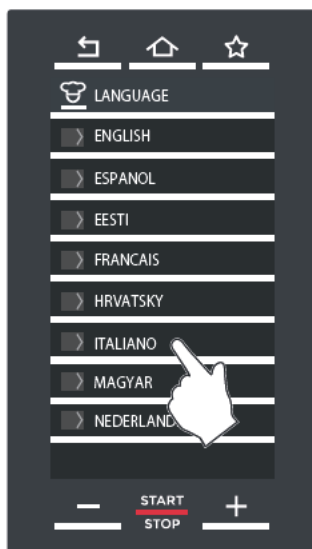 LANGUAGE
ENGLISH
ESPANOL
EESTI
FRANCAIS
HRVATSKY
ITALIANO
MAGYAR
NEDERLAND
START
STOP